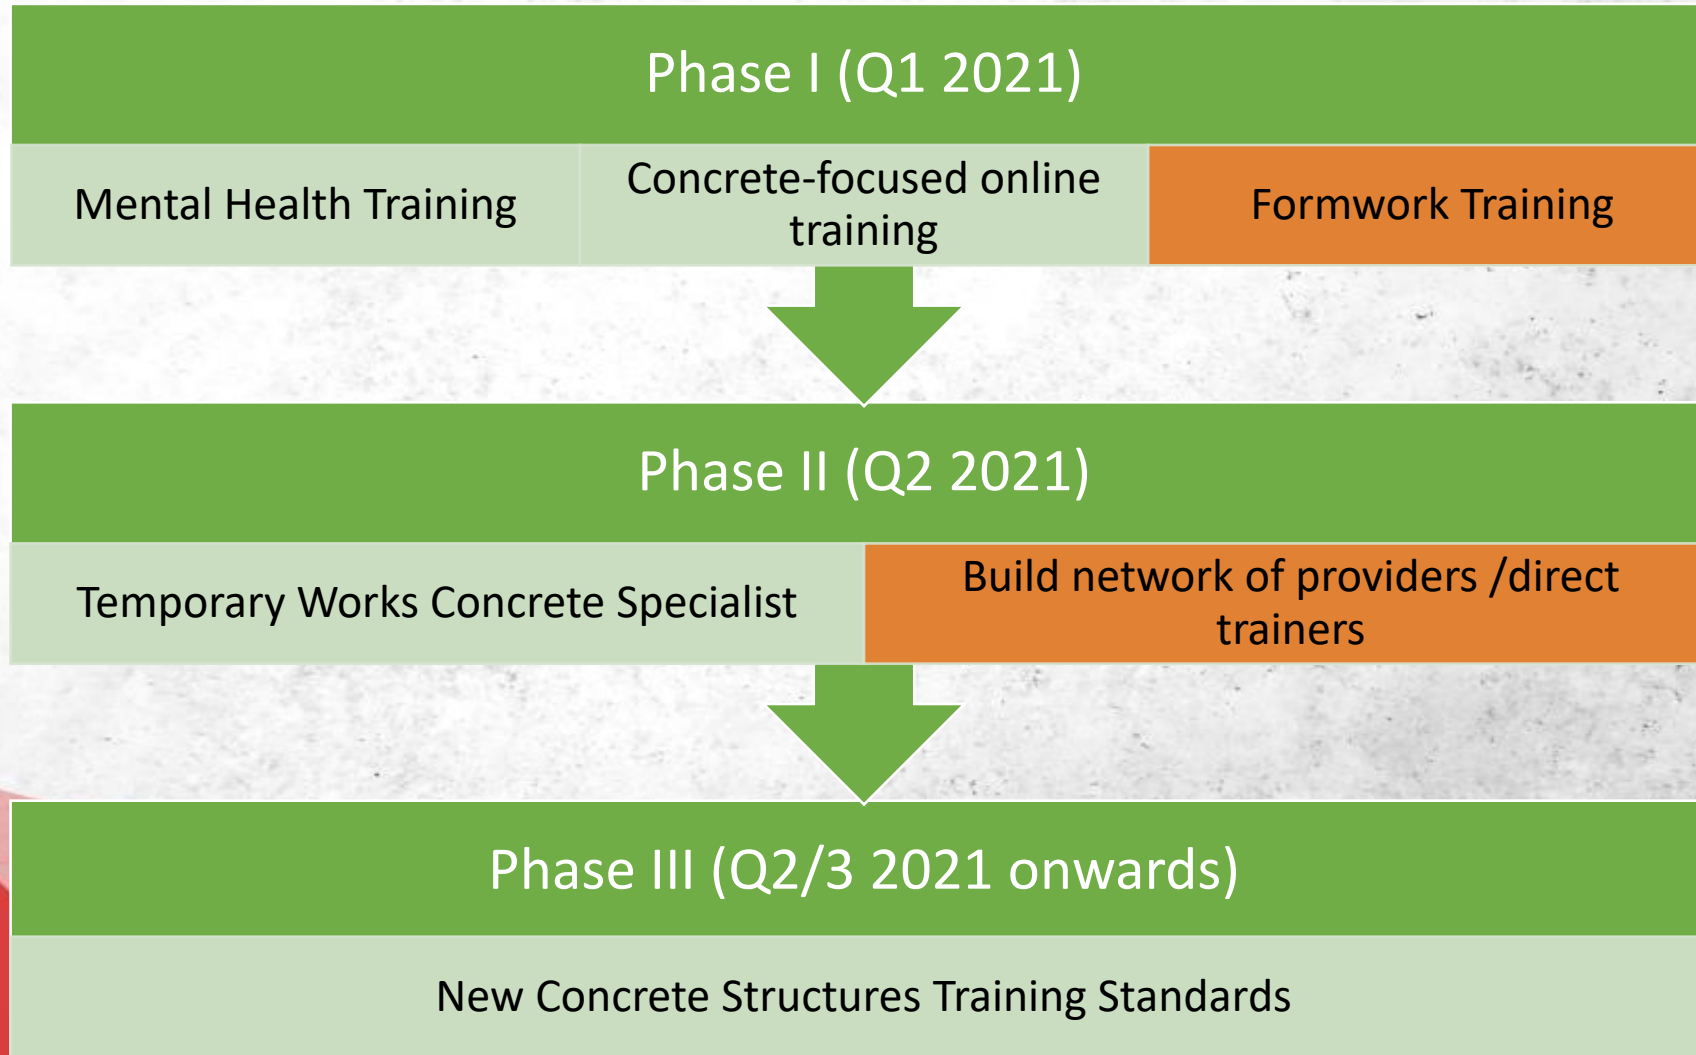 Phase I (Q1 2021)
Mental Health Training
Concrete-focused online
training
Formwork Training
Phase II (Q2 2021)
Temporary Works Concrete Specialist
Build network of providers /direct
trainers
Phase III (Q2/3 2021 onwards)
New Concrete Structures Training Standards